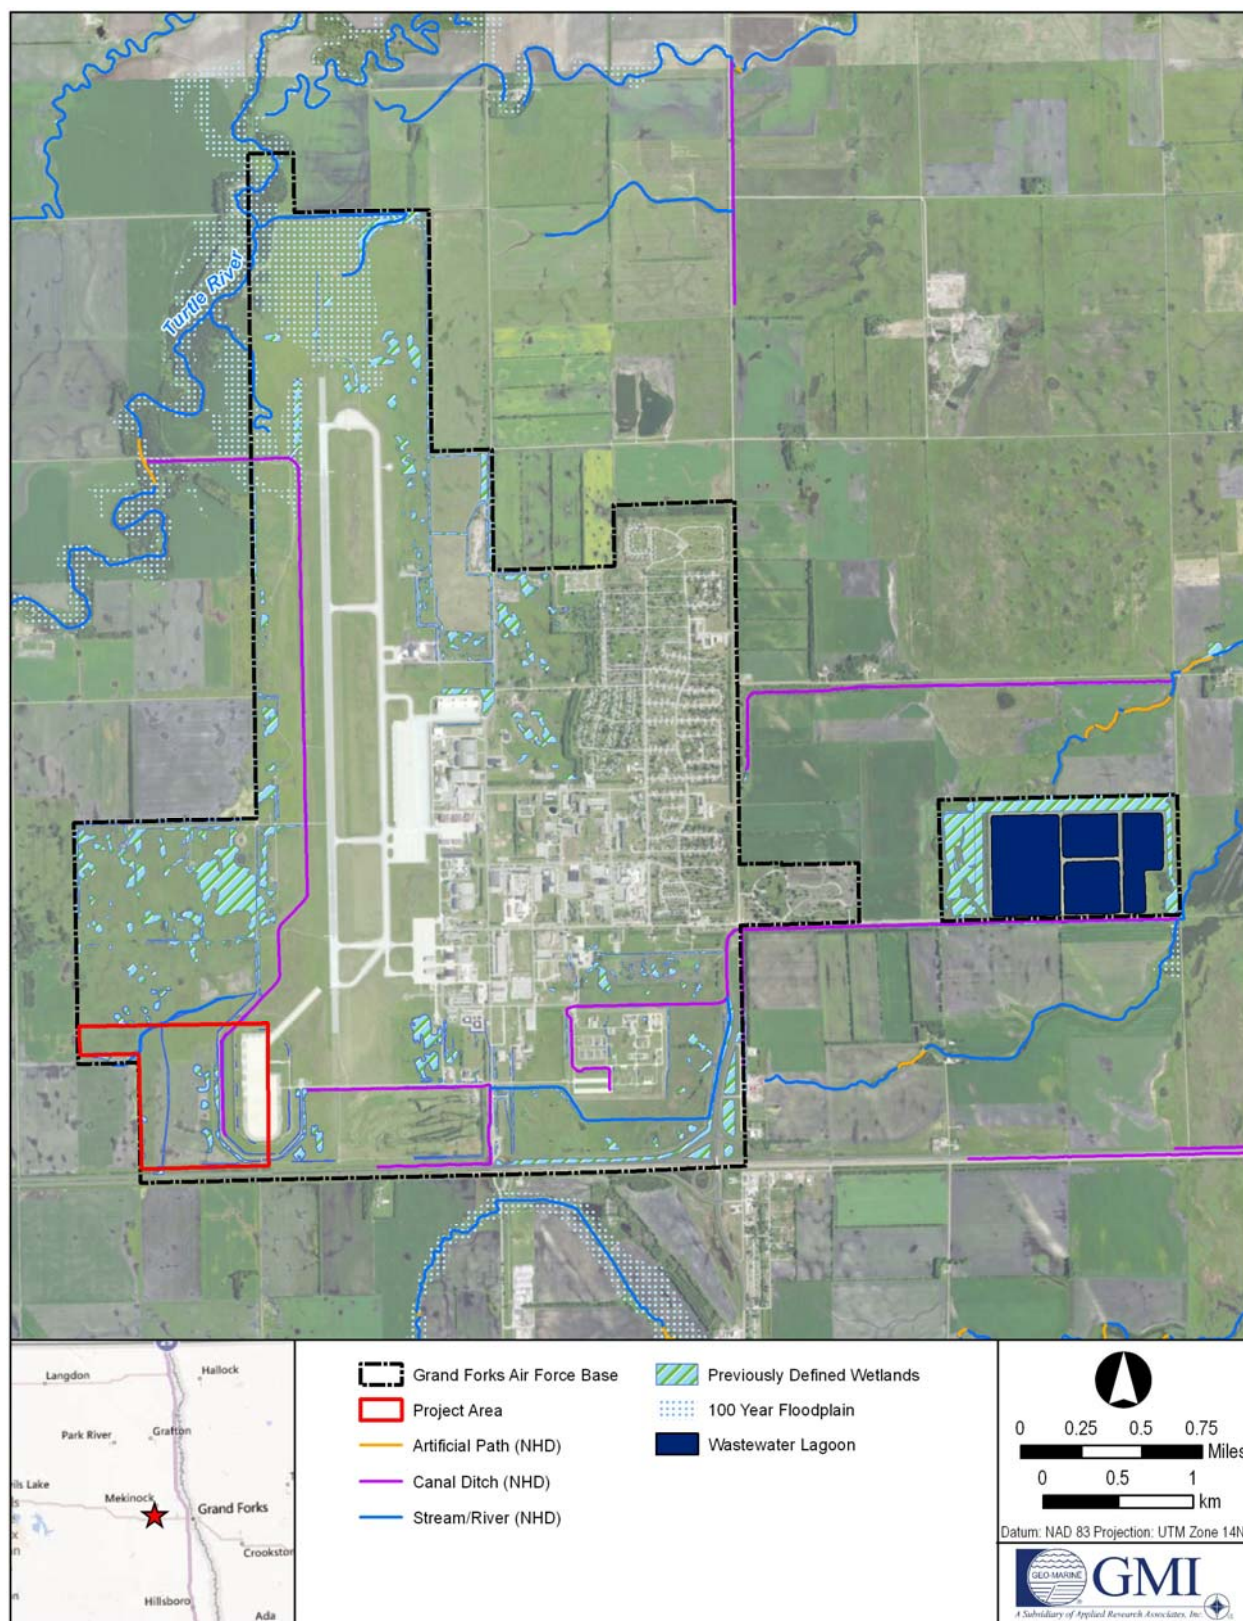 Turtle River
Langdon
Hallock
Park River
Grafton
Lake
Mekinock
Grand Forks
Crookston
Hillsboro
Ada
Grand Forks Air Force Base
Project Area
Artificial Path (NHD)
Canal Ditch (NHD)
Stream/River (NHD)
Previously Defined Wetlands
100 Year Floodplain
Wastewater Lagoon
0 0.25 0.5 0.75
Miles
0 0.5 1
km
Datum: NAD 83 Projection: UTM Zone 14N
GEO-MARINE
GMI
A Subsidiary of Applied Research Associates, Inc.